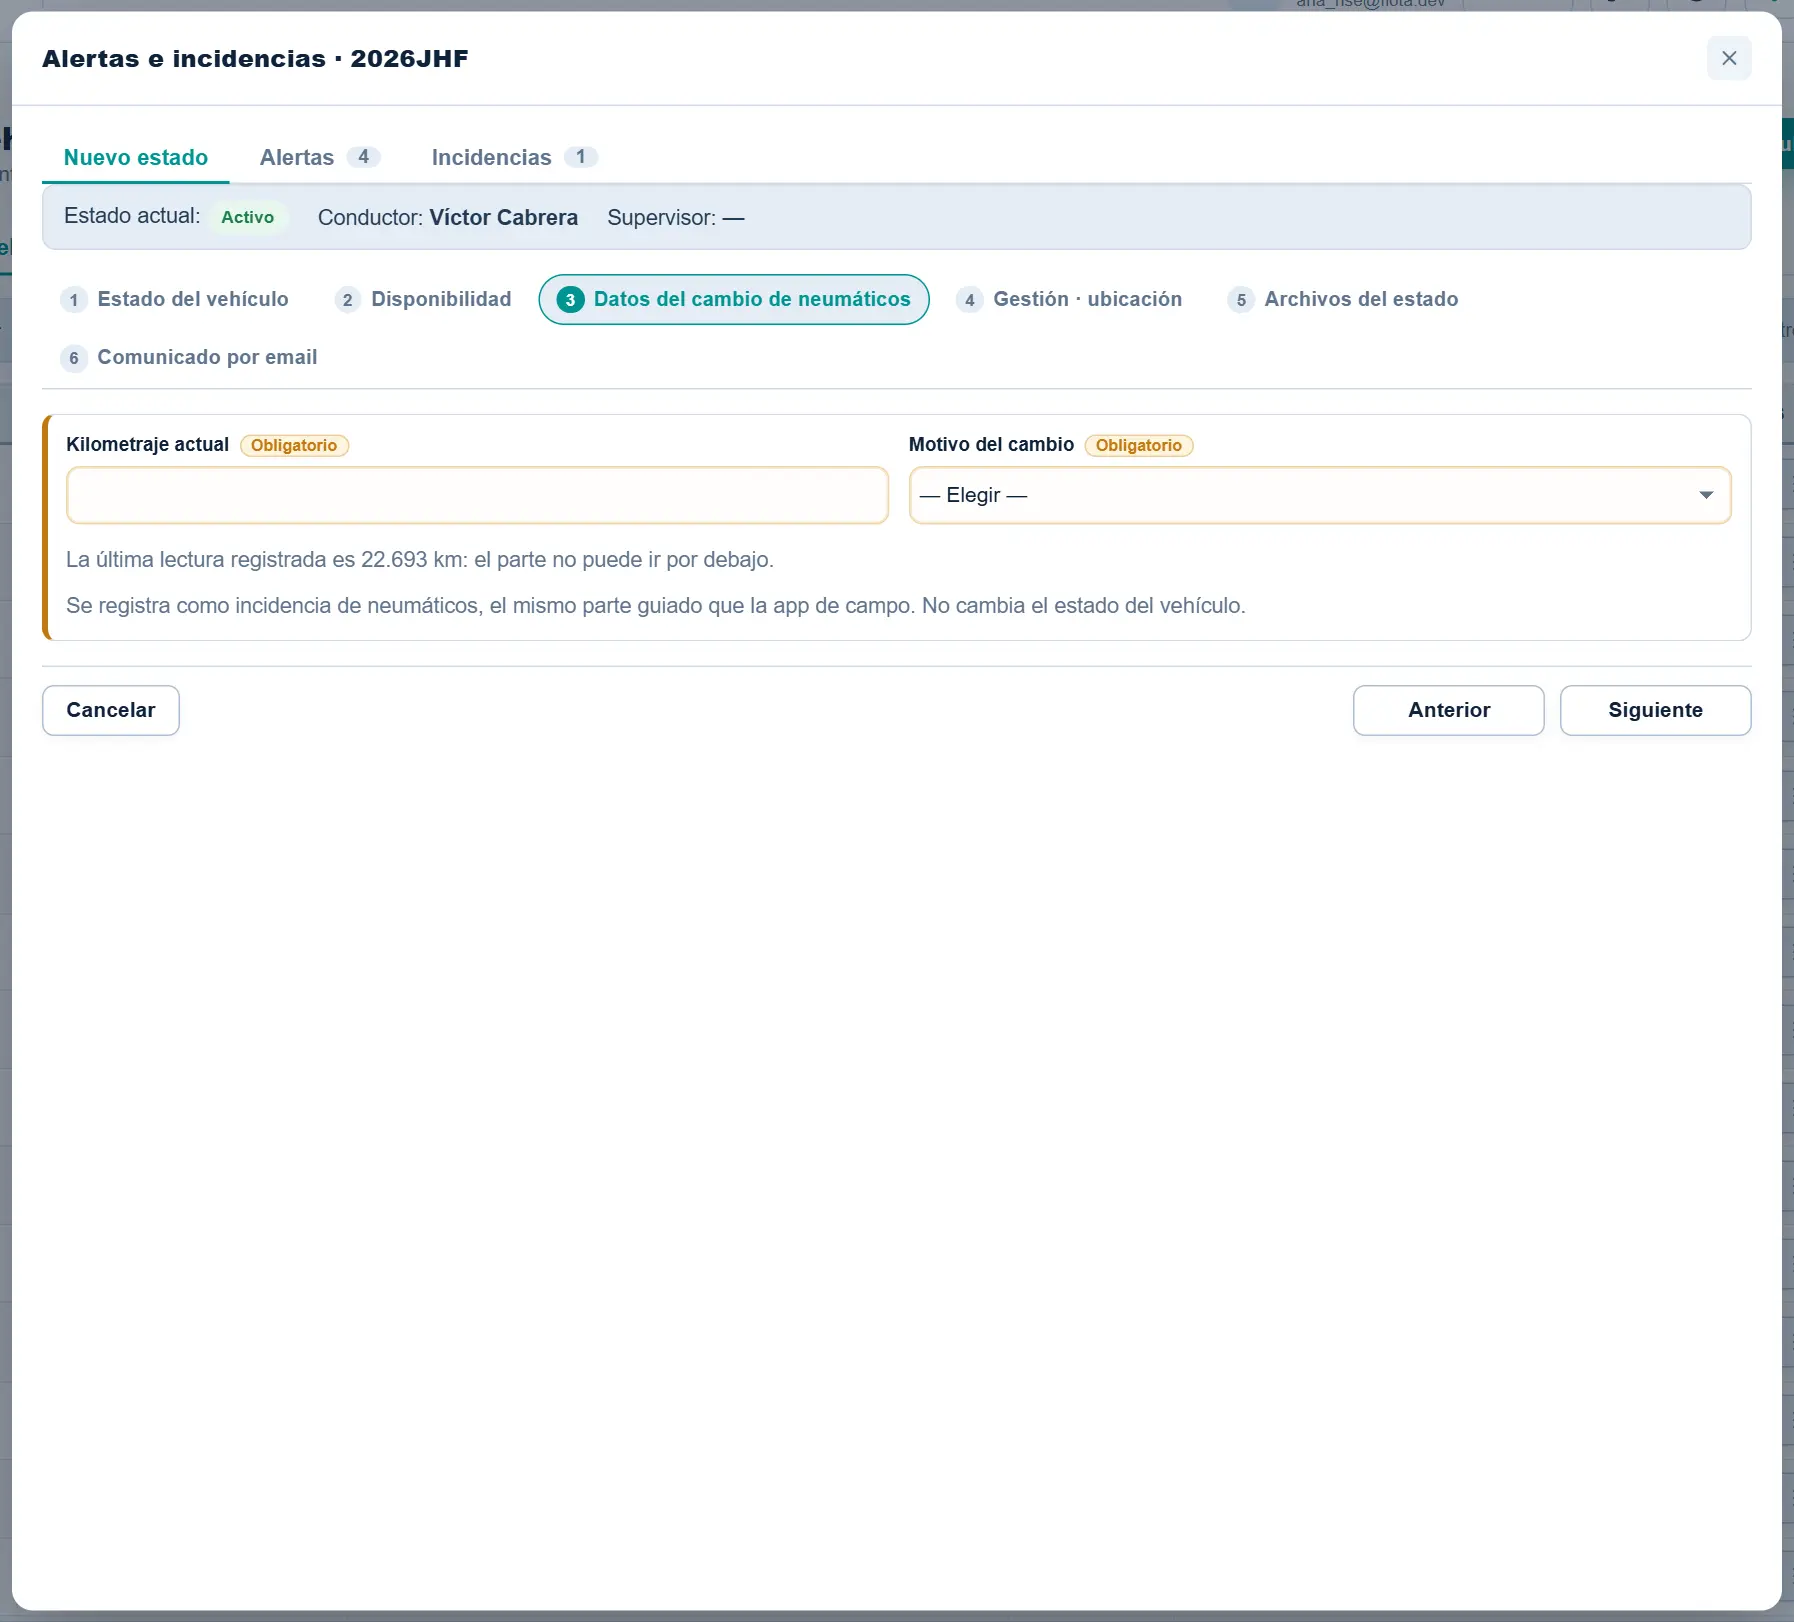 Alertas e incidencias · 2026JHF
Nuevo estado Alertas 4 Incidencias 1
Estado actual: Activo Conductor: Víctor Cabrera Supervisor: —
1 Estado del vehículo 2 Disponibilidad 3 Datos del cambio de neumáticos 4 Gestión · ubicación 5 Archivos del estado
6 Comunicado por email
Kilometraje actual Obligatorio Motivo del cambio Obligatorio
— Elegir —
La última lectura registrada es 22.693 km: el parte no puede ir por debajo.
Se registra como incidencia de neumáticos, el mismo parte guiado que la app de campo. No cambia el estado del vehículo.
Cancelar Anterior Siguiente